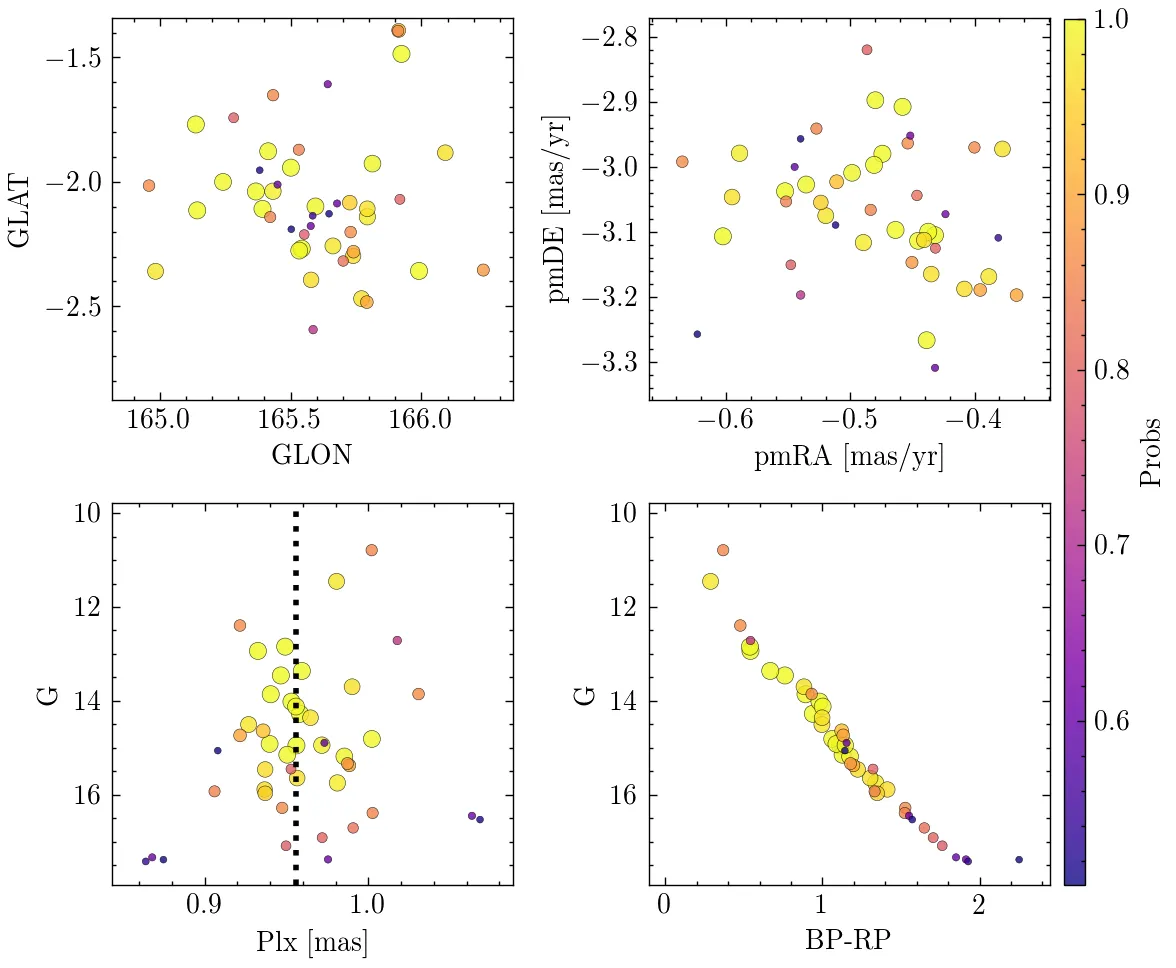 −1.5
−2.0
−2.5
GLAT
165.0 165.5 166.0
GLON
−2.8
−2.9
−3.0
−3.1
−3.2
−3.3
pmDE [mas/yr]
−0.6 −0.5 −0.4
pmRA [mas/yr]
10
12
14
16
G
0.9 1.0
Plx [mas]
10
12
14
16
G
0 1 2
BP-RP
1.0
0.9
0.8
0.7
0.6
Probs